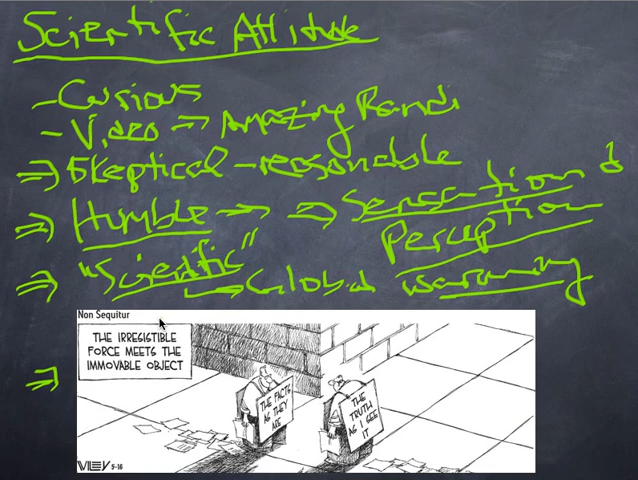 Scientific Attitude
- Curious
- Video => Amazing Randi
=> Skeptical - reasonable
=> Humble -> => Sensation &
Perception
=> "Scientific"
-> Global warming
Non Sequitur
THE IRRESISTIBLE
FORCE MEETS THE
IMMOVABLE OBJECT
THE FACTS
AS THEY
ARE
THE
TRUTH
AS I SEE
IT
=>
WILEY 5-16